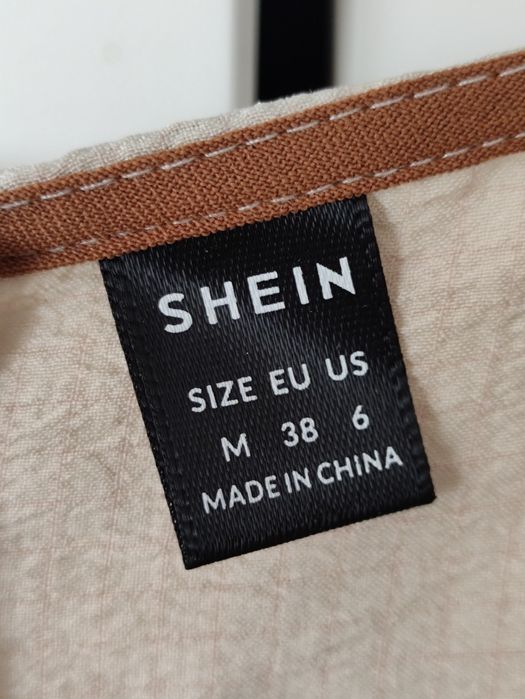 SHEIN
SIZE EU US
M 38 6
MADE IN CHINA